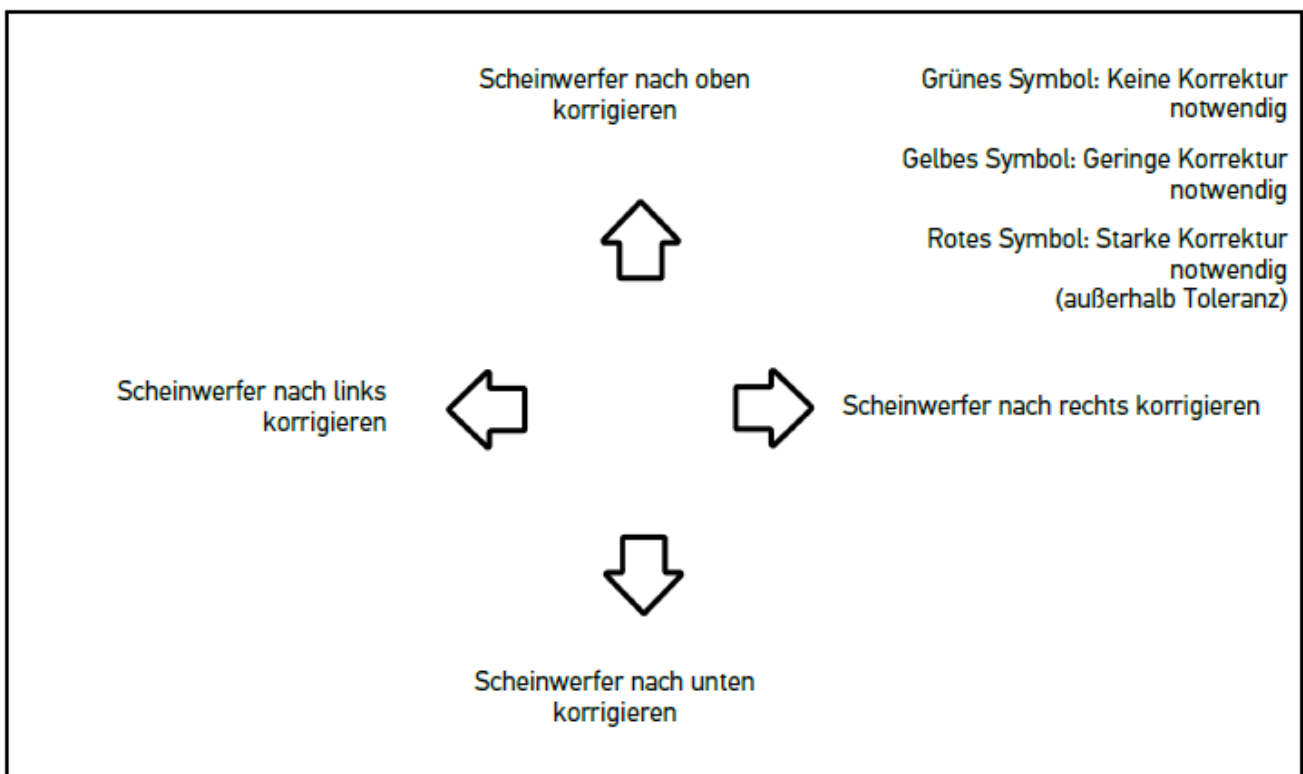 Scheinwerfer nach oben
korrigieren
Grünes Symbol: Keine Korrektur
notwendig
Gelbes Symbol: Geringe Korrektur
notwendig
Rotes Symbol: Starke Korrektur
notwendig
(außerhalb Toleranz)
Scheinwerfer nach links
korrigieren
Scheinwerfer nach rechts korrigieren
Scheinwerfer nach unten
korrigieren